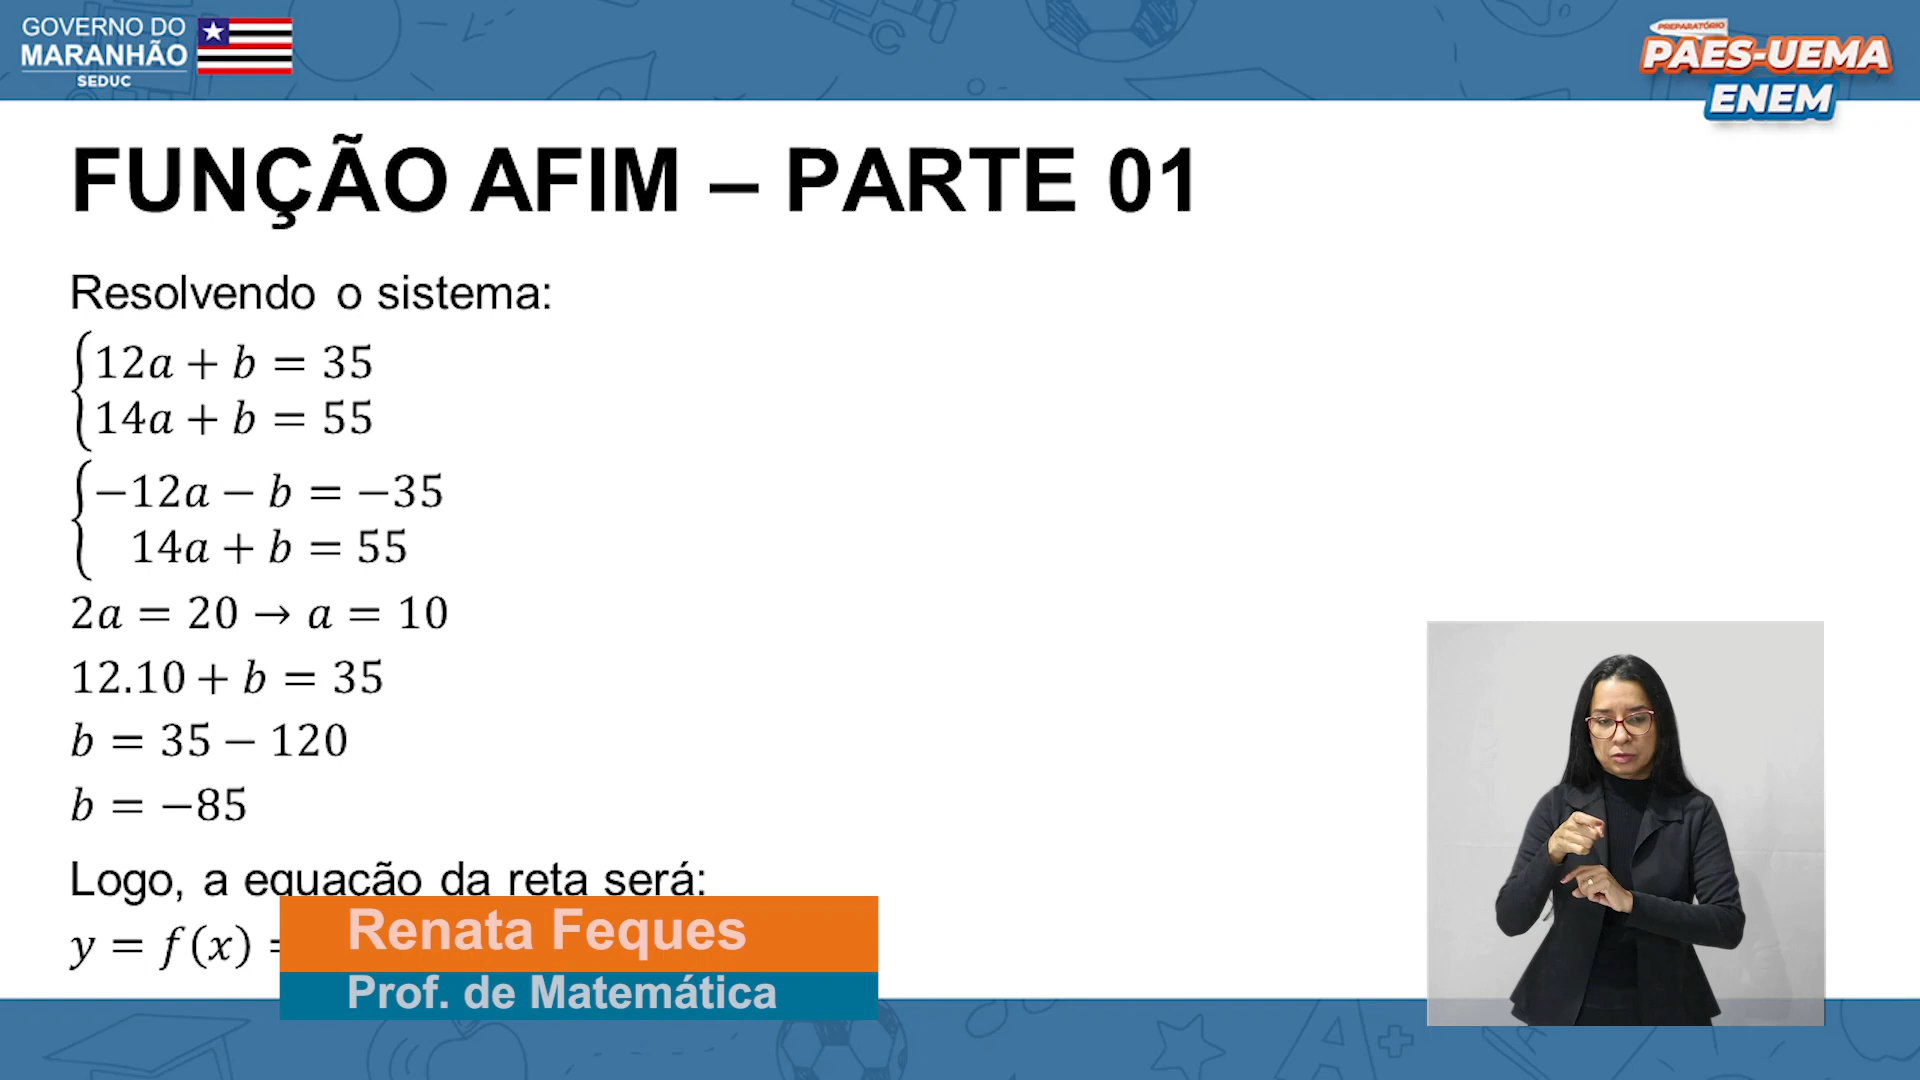 GOVERNO DO
MARANHÃO
SEDUC
PREPARATÓRIO
PAES-UEMA
ENEM
FUNÇÃO AFIM – PARTE 01
Resolvendo o sistema:
12a + b = 35
14a + b = 55
−12a − b = −35
14a + b = 55
2a = 20 → a = 10
12.10 + b = 35
b = 35 − 120
b = −85
Logo, a equação da reta será:
y = f(x) =
Renata Feques
Prof. de Matemática